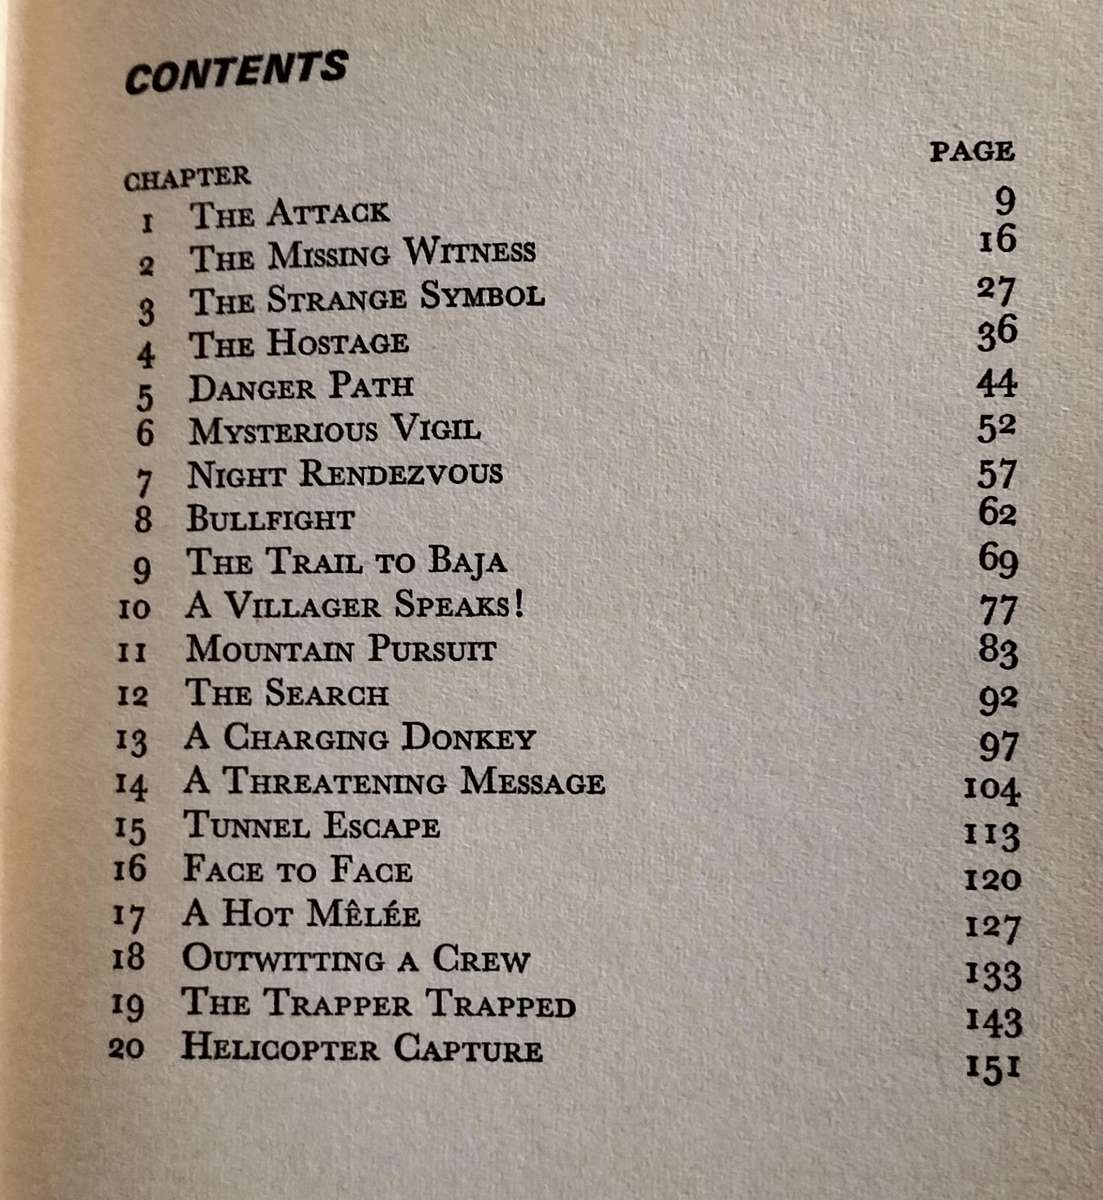 CONTENTS
PAGE
CHAPTER
1 THE ATTACK 9
2 THE MISSING WITNESS 16
3 THE STRANGE SYMBOL 27
4 THE HOSTAGE 36
5 DANGER PATH 44
6 MYSTERIOUS VIGIL 52
7 NIGHT RENDEZVOUS 57
8 BULLFIGHT 62
9 THE TRAIL TO BAJA 69
10 A VILLAGER SPEAKS! 77
11 MOUNTAIN PURSUIT 83
12 THE SEARCH 92
13 A CHARGING DONKEY 97
14 A THREATENING MESSAGE 104
15 TUNNEL ESCAPE 113
16 FACE TO FACE 120
17 A HOT MÊLÉE 127
18 OUTWITTING A CREW 133
19 THE TRAPPER TRAPPED 143
20 HELICOPTER CAPTURE 151